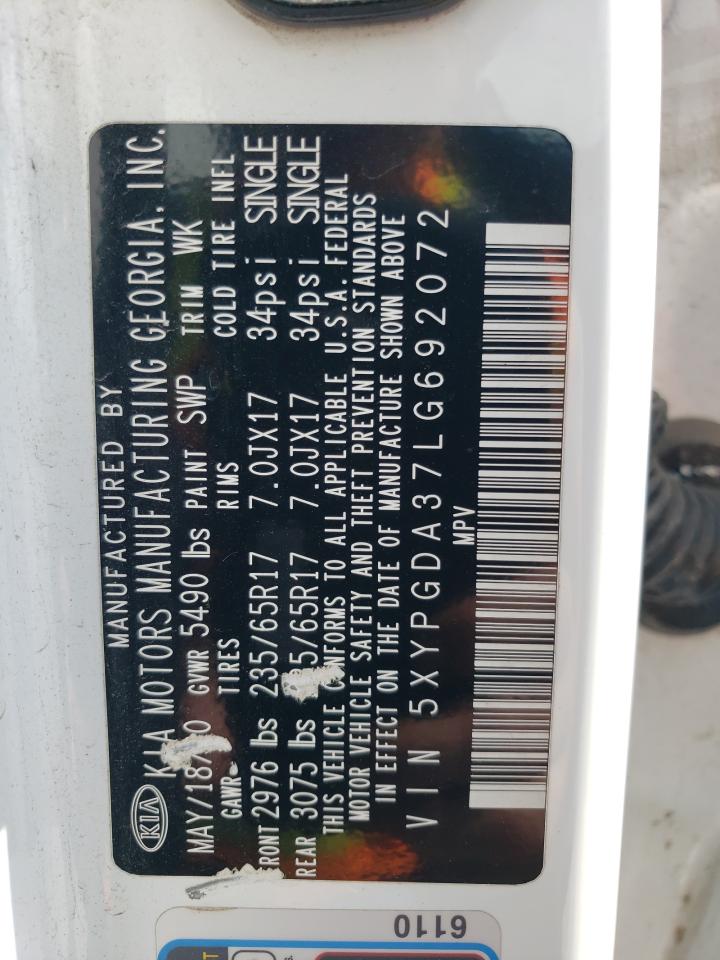 MANUFACTURED BY
KIA KIA MOTORS MANUFACTURING GEORGIA, INC.
GVWR 5490 lbs PAINT SWP TRIM WK
GAWR TIRES RIMS COLD TIRE INFL
2976 lbs 235/65R17 7.0JX17 34psi SINGLE
REAR 3075 lbs 7.0JX17 34psi SINGLE
THIS VEHICLE CONFORMS TO ALL APPLICABLE U.S.A. FEDERAL
MOTOR VEHICLE SAFETY AND THEFT PREVENTION STANDARDS
IN EFFECT ON THE DATE OF MANUFACTURE SHOWN ABOVE
VIN 5XYPGDA37LG692072
MPV
6110